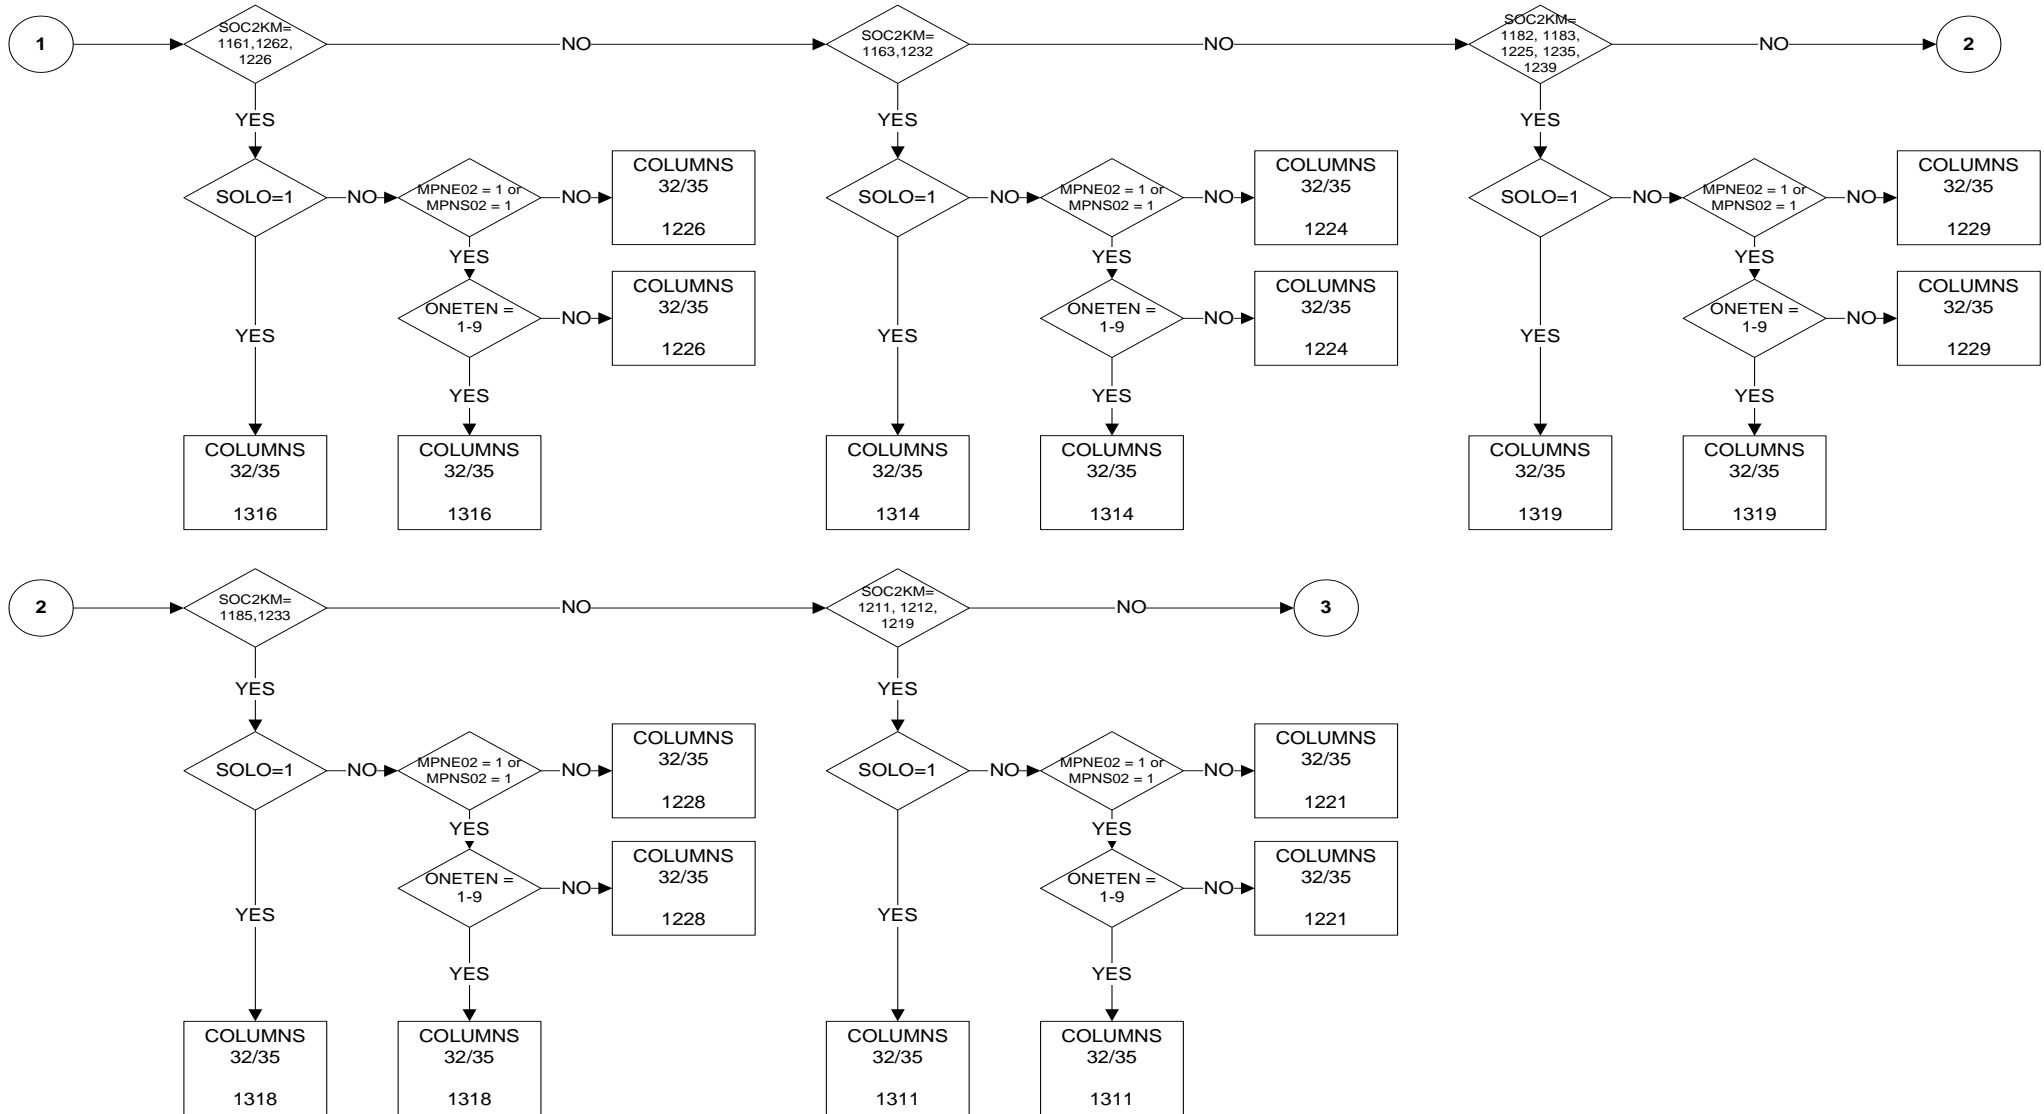 1
SOC2KM=
1161,1262,
1226
NO
SOC2KM=
1163,1232
NO
SOC2KM=
1182, 1183,
1225, 1235,
1239
NO
2
YES
YES
YES
SOLO=1
NO
MPNE02 = 1 or
MPNS02 = 1
NO
COLUMNS
32/35
1226
SOLO=1
NO
MPNE02 = 1 or
MPNS02 = 1
NO
COLUMNS
32/35
1224
SOLO=1
NO
MPNE02 = 1 or
MPNS02 = 1
NO
COLUMNS
32/35
1229
YES
YES
YES
YES
ONETEN =
1-9
NO
COLUMNS
32/35
1226
YES
ONETEN =
1-9
NO
COLUMNS
32/35
1224
YES
ONETEN =
1-9
NO
COLUMNS
32/35
1229
YES
YES
YES
COLUMNS
32/35
1316
COLUMNS
32/35
1316
COLUMNS
32/35
1314
COLUMNS
32/35
1314
COLUMNS
32/35
1319
COLUMNS
32/35
1319
2
SOC2KM=
1185,1233
NO
SOC2KM=
1211, 1212,
1219
NO
3
YES
YES
SOLO=1
NO
MPNE02 = 1 or
MPNS02 = 1
NO
COLUMNS
32/35
1228
SOLO=1
NO
MPNE02 = 1 or
MPNS02 = 1
NO
COLUMNS
32/35
1221
YES
YES
YES
ONETEN =
1-9
NO
COLUMNS
32/35
1228
YES
ONETEN =
1-9
NO
COLUMNS
32/35
1221
YES
YES
COLUMNS
32/35
1318
COLUMNS
32/35
1318
COLUMNS
32/35
1311
COLUMNS
32/35
1311